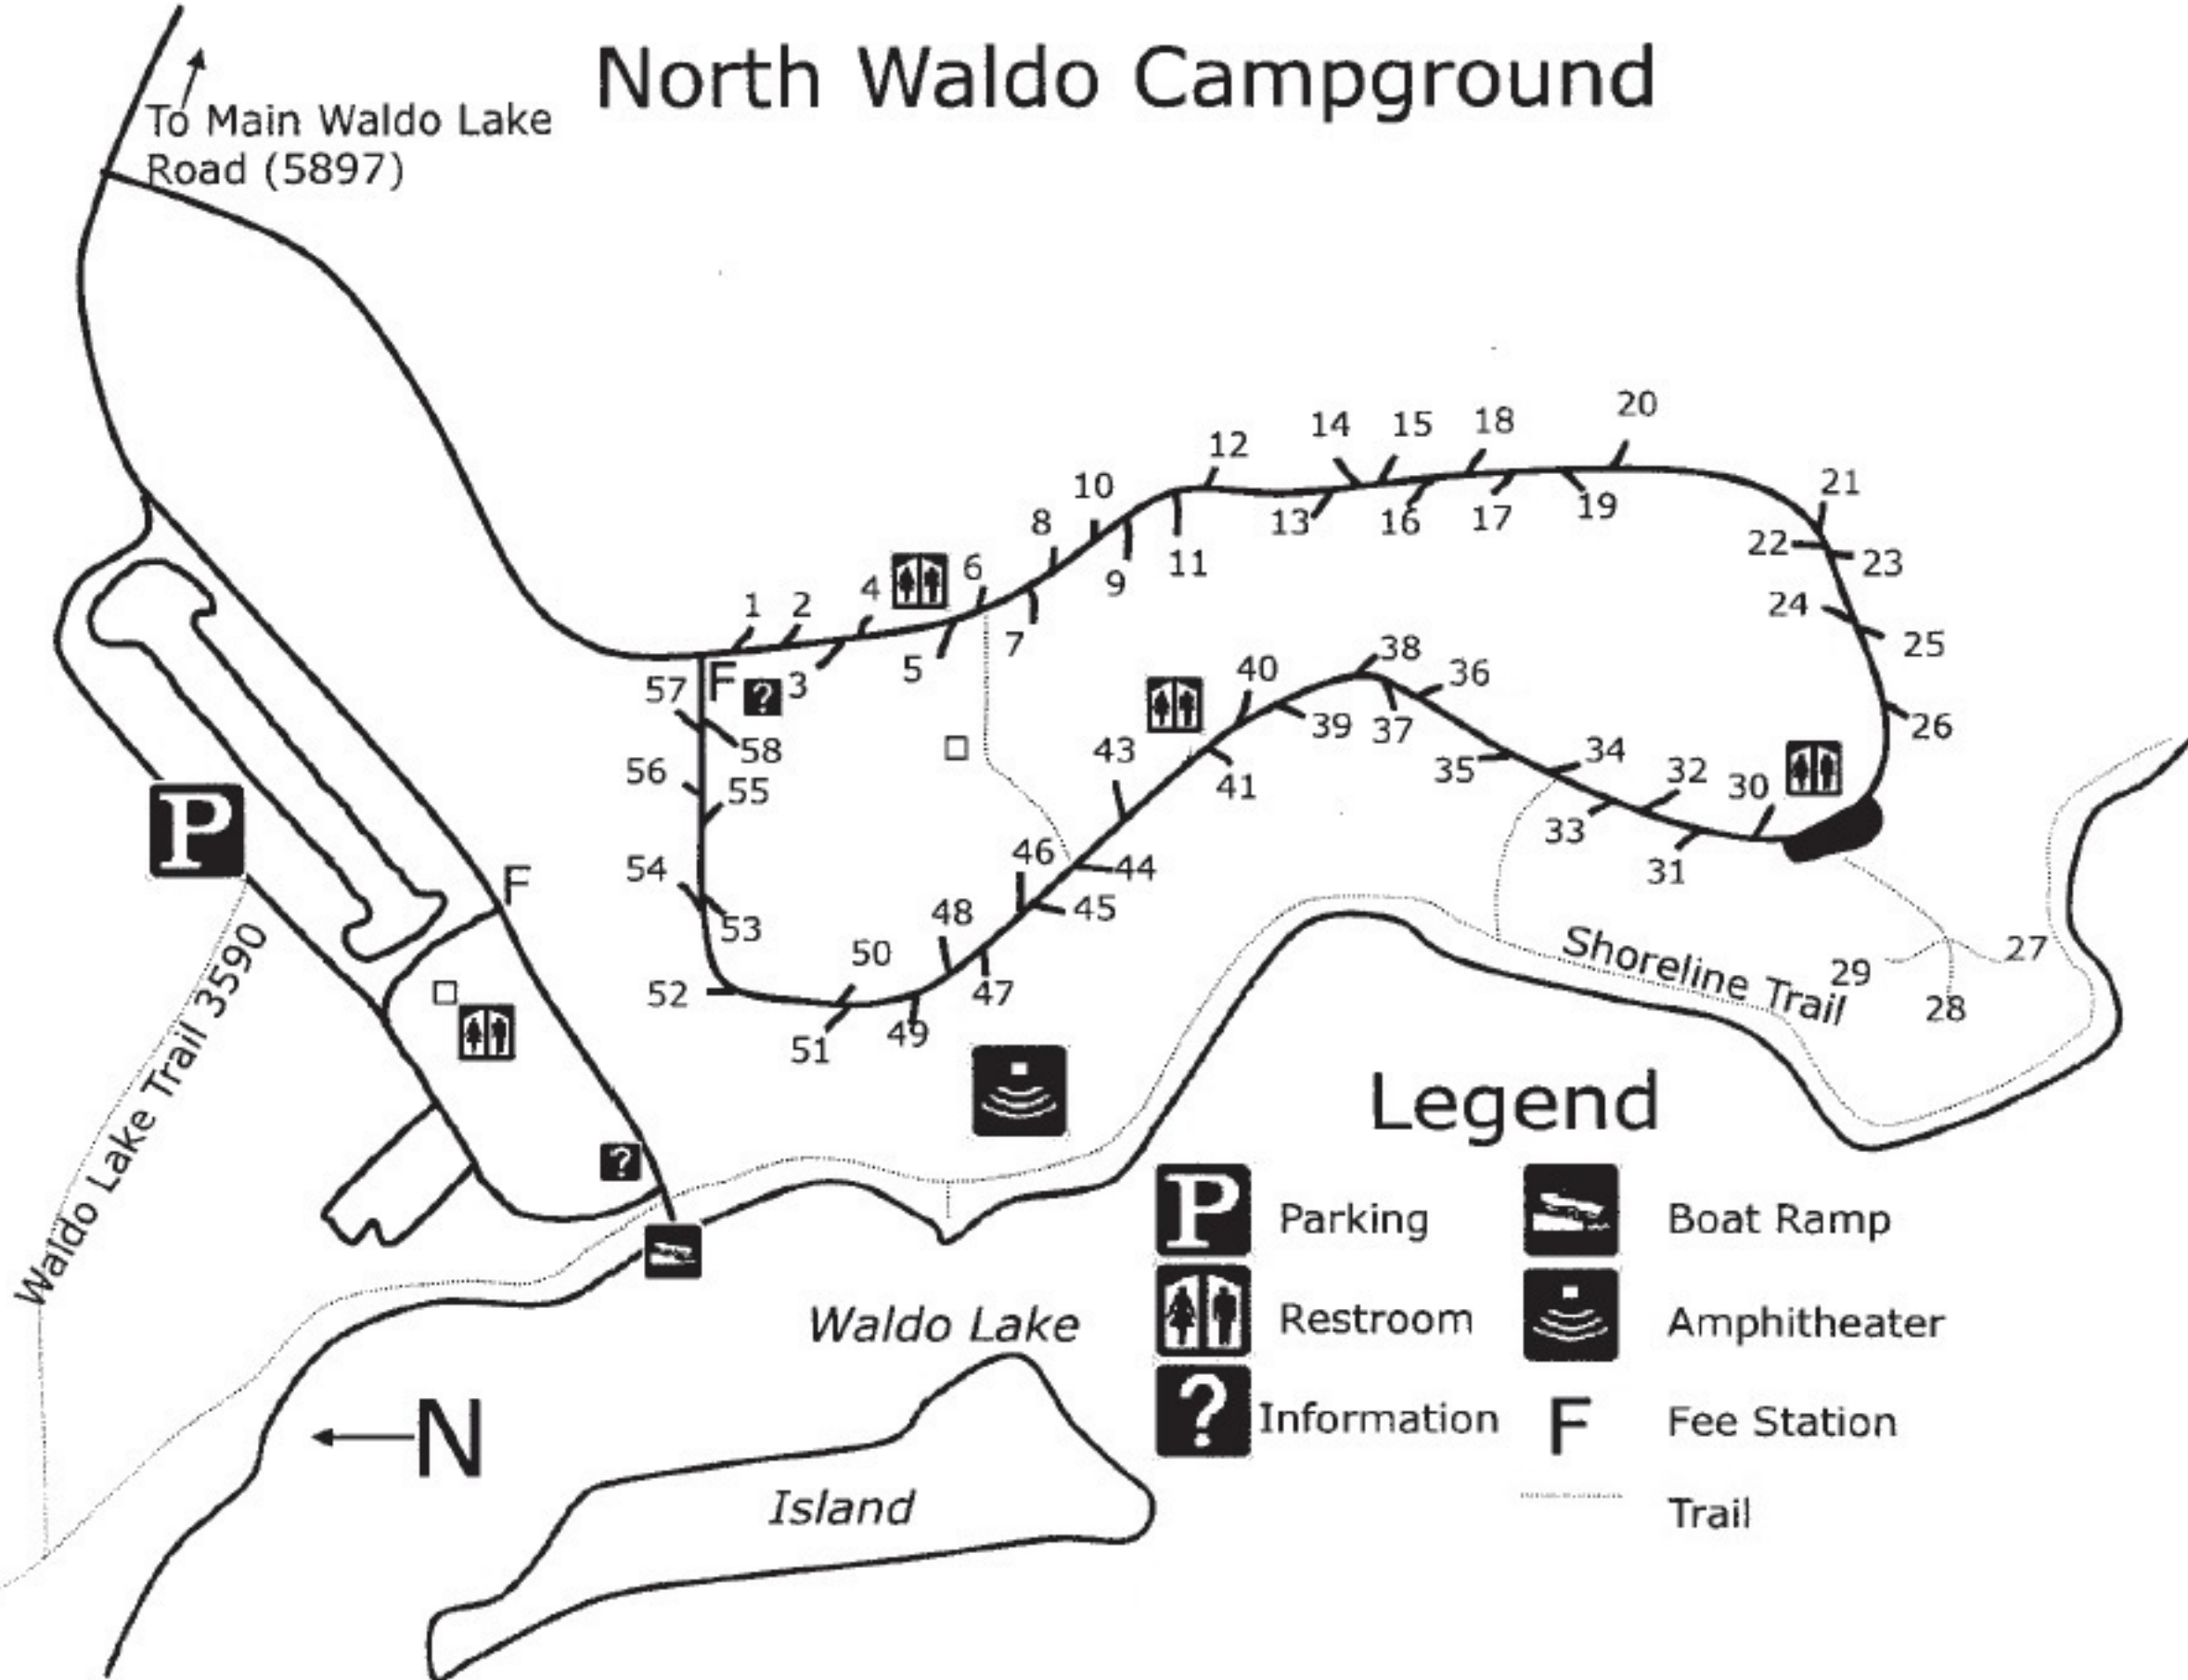 North Waldo Campground
To Main Waldo Lake
Road (5897)
20
14
15
18
12
21
10
13
16
17
19
8
22
23
11
6
9
4
24
1
2
7
25
5
38
40
36
57
F
?
3
39
37
26
58
43
34
56
35
32
55
41
30
P
33
46
54
44
31
F
45
53
48
27
50
Shoreline Trail
29
52
47
28
49
51
Waldo Lake Trail 3590
Legend
?
P
Parking
Boat Ramp
Restroom
Amphitheater
Waldo Lake
?
Information
F
Fee Station
N
Island
Trail